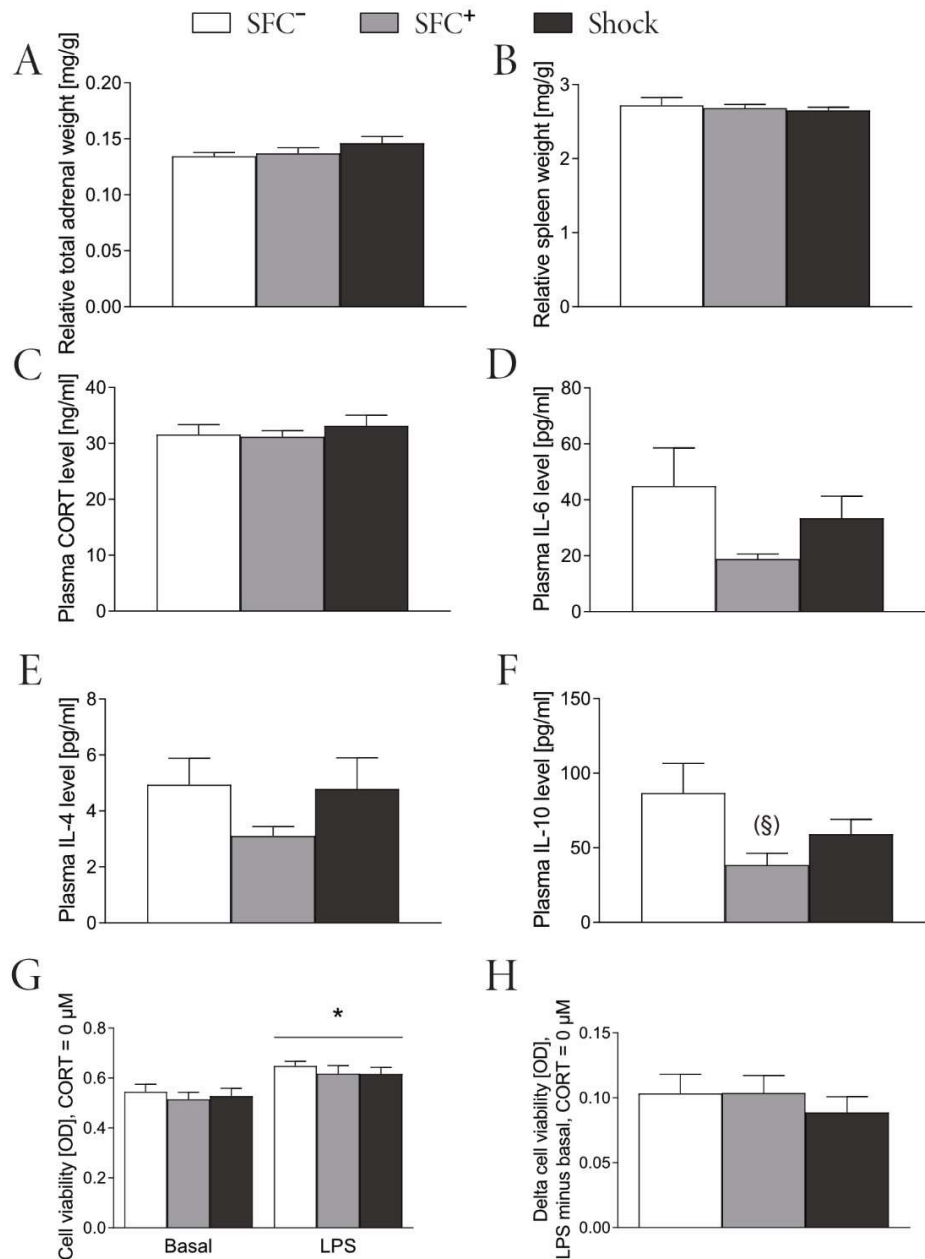 SFC⁻ SFC⁺ Shock
A
Relative total adrenal weight [mg/g]
0.20
0.15
0.10
0.05
0.00
B
Relative spleen weight [mg/g]
3
2
1
0
C
Plasma CORT level [ng/ml]
40
30
20
10
0
D
Plasma IL-6 level [pg/ml]
80
60
40
20
0
E
Plasma IL-4 level [pg/ml]
8
6
4
2
0
F
Plasma IL-10 level [pg/ml]
150
100
50
0
(§)
G
Cell viability [OD], CORT = 0 µM
0.8
0.6
0.4
0.2
0.0
*
Basal LPS
H
Delta cell viability [OD],
LPS minus basal, CORT = 0 µM
0.15
0.10
0.05
0.00